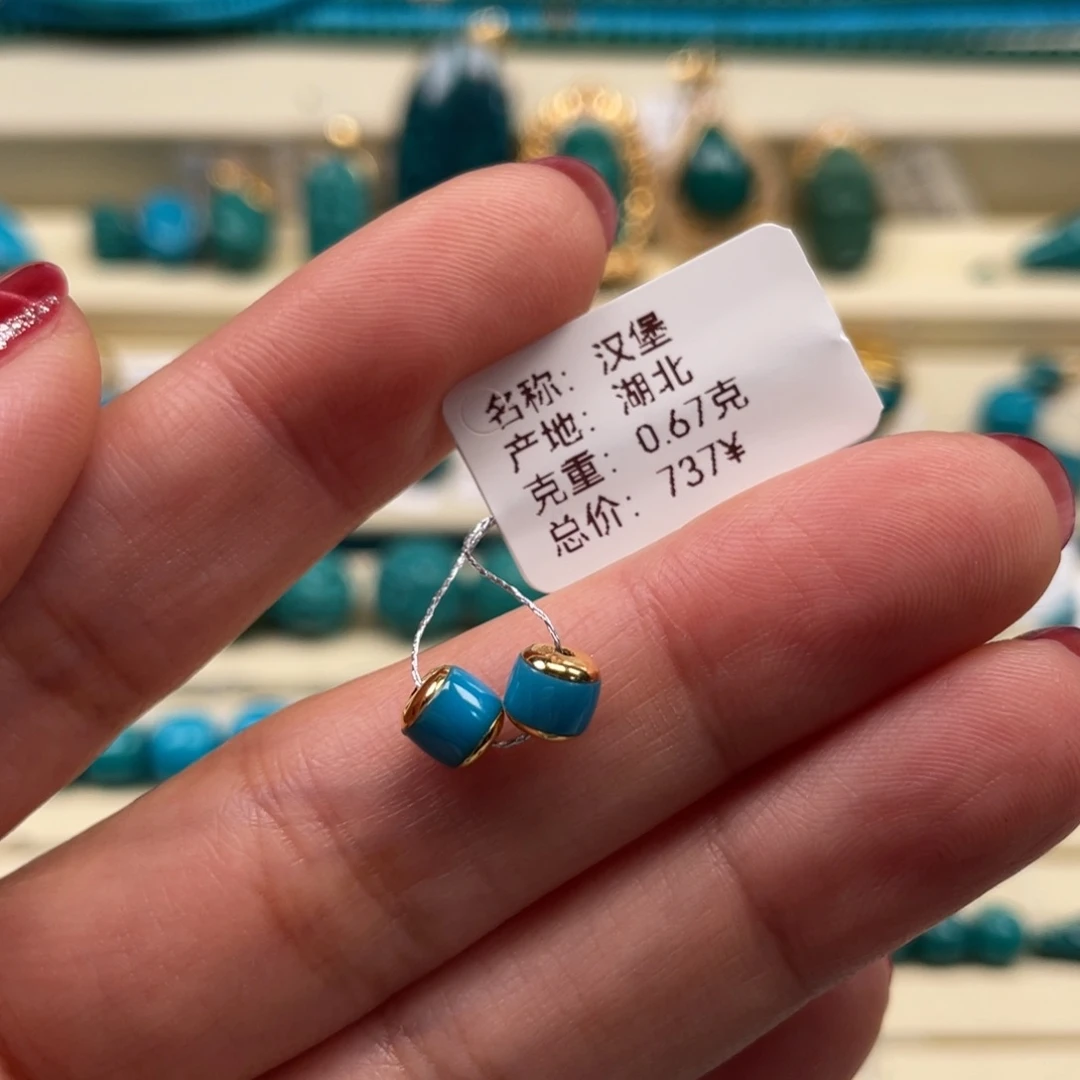 名称: 汉堡
产地: 湖北
克重: 0.67克
总价: 737¥